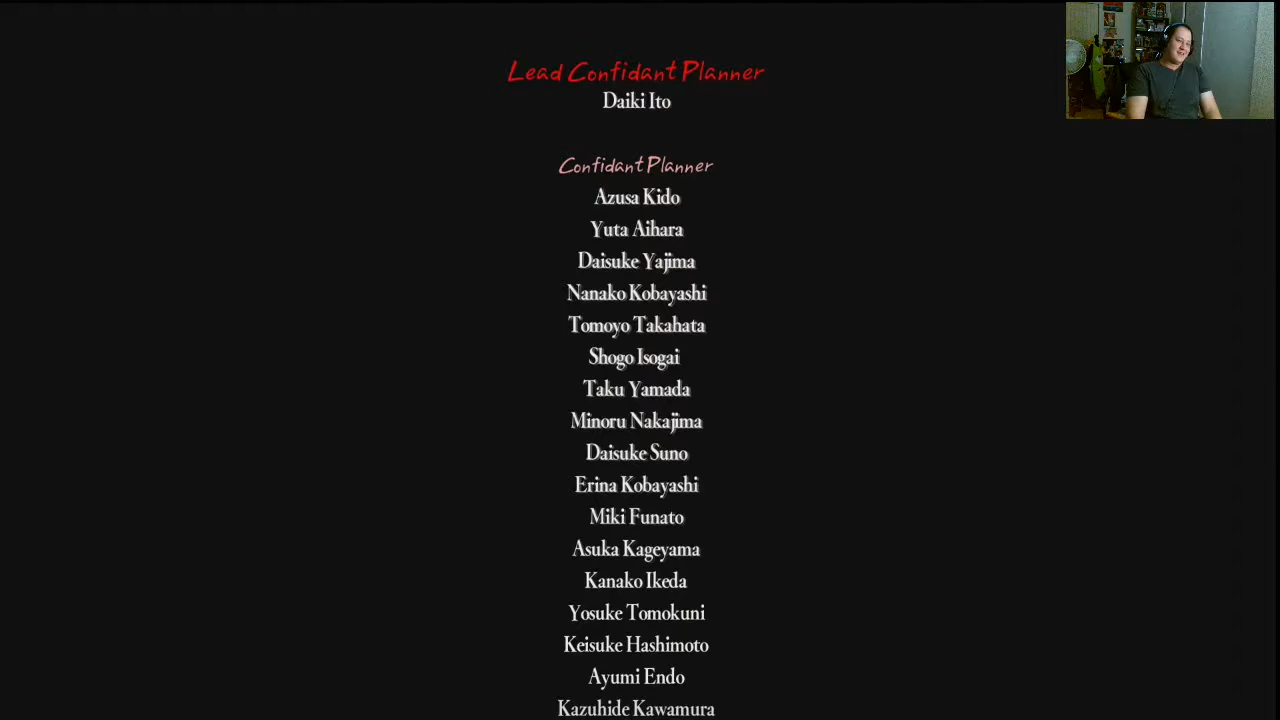 Lead Confidant Planner
Daiki Ito
Confidant Planner
Azusa Kido
Yuta Aihara
Daisuke Yajima
Nanako Kobayashi
Tomoyo Takahata
Shogo Isogai
Taku Yamada
Minoru Nakajima
Daisuke Suno
Erina Kobayashi
Miki Funato
Asuka Kageyama
Kanako Ikeda
Yosuke Tomokuni
Keisuke Hashimoto
Ayumi Endo
Kazuhide Kawamura